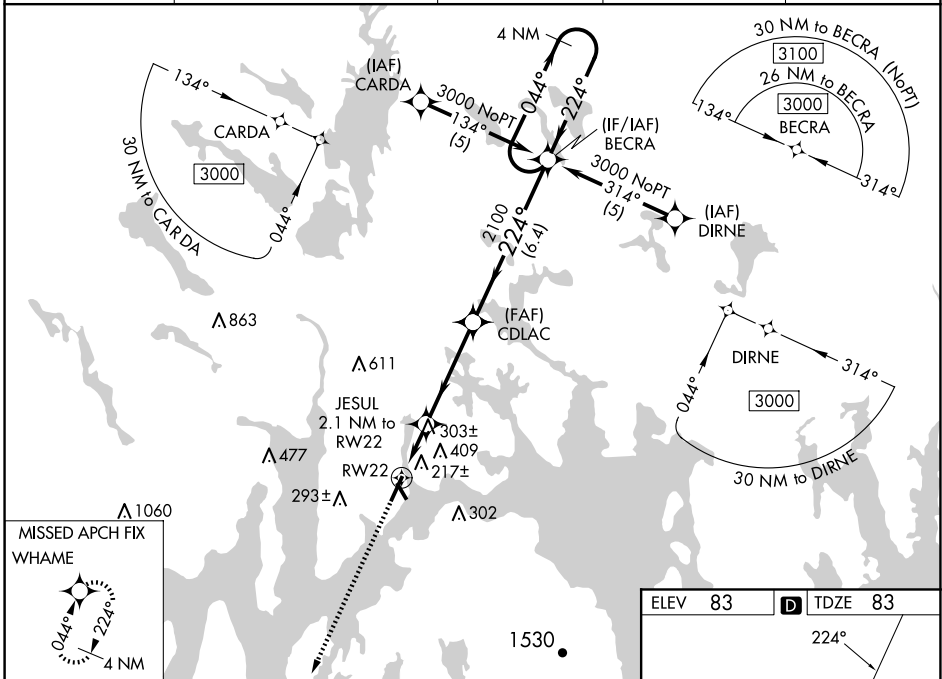 4 NM
044°
224°
(IAF)
CARDA
3000 NoPT
134°
(5)
(IF/IAF)
BECRA
3000 NoPT
314°
(5)
(IAF)
DIRNE
2100
224°
(6.4)
30 NM to BECRA (NoPT)
3100
26 NM to BECRA
3000
BECRA
134°
314°
134°
CARDA
3000
044°
30 NM to CARDA
863
611
(FAF)
CDLAC
JESUL
2.1 NM to
RW22
303±
409
217±
477
RW22
293±
302
1060
DIRNE
314°
044°
3000
30 NM to DIRNE
MISSED APCH FIX
WHAME
044°
224°
4 NM
1530
ELEV 83 D TDZE 83
224°